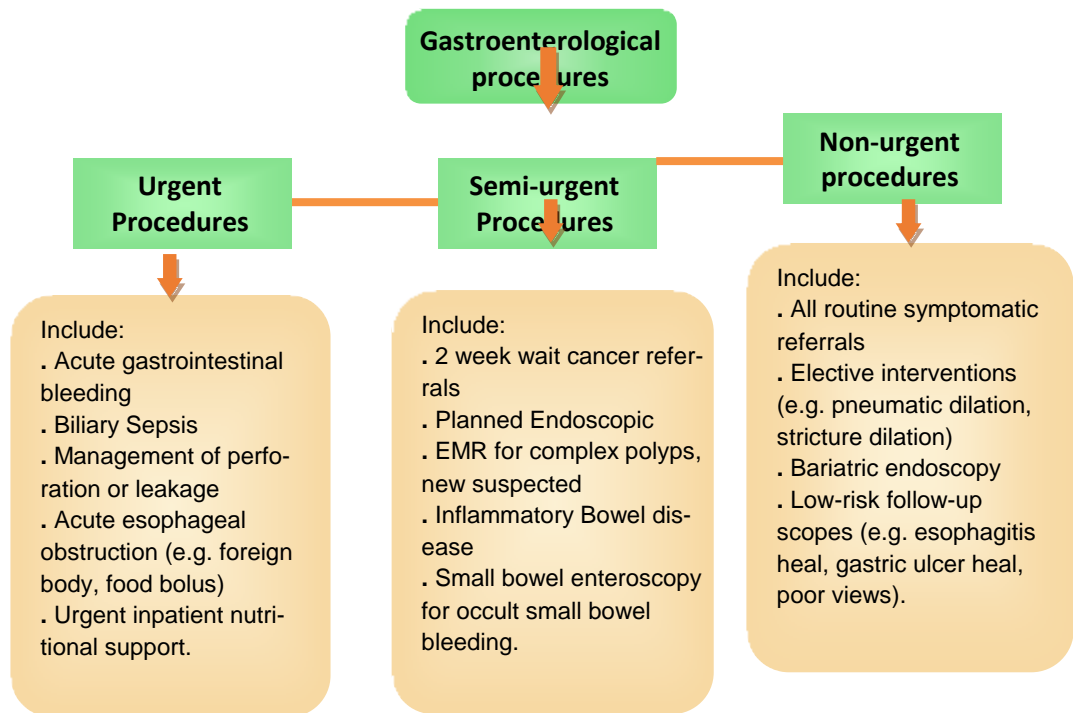 Gastroenterological
procedures
Urgent
Procedures
Semi-urgent
Procedures
Non-urgent
procedures
Include:
. Acute gastrointestinal
bleeding
. Biliary Sepsis
. Management of perfo-
ration or leakage
. Acute esophageal
obstruction (e.g. foreign
body, food bolus)
. Urgent inpatient nutri-
tional support.
Include:
. 2 week wait cancer refer-
rals
. Planned Endoscopic
. EMR for complex polyps,
new suspected
. Inflammatory Bowel dis-
ease
. Small bowel enteroscopy
for occult small bowel
bleeding.
Include:
. All routine symptomatic
referrals
. Elective interventions
(e.g. pneumatic dilation,
stricture dilation)
. Bariatric endoscopy
. Low-risk follow-up
scopes (e.g. esophagitis
heal, gastric ulcer heal,
poor views).